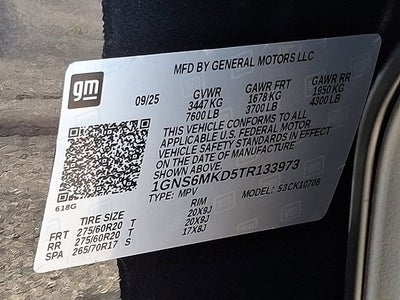 MFD BY GENERAL MOTORS LLC
gm
09/25
GVWR GAWR FRT GAWR RR
3447 KG 1678 KG 1950 KG
7600 LB 3700 LB 4300 LB
THIS VEHICLE CONFORMS TO ALL
APPLICABLE U.S. FEDERAL MOTOR
VEHICLE SAFETY STANDARDS IN EFFECT
ON THE DATE OF MANUFACTURE
SHOWN ABOVE.
1GNS6MKD5TR133973
TYPE: MPV MODEL: 53CK10706
618G
TIRE SIZE RIM
FRT 275/60R20 T 20X9J
RR 275/60R20 T 20X9J
SPA 265/70R17 S 17X8J